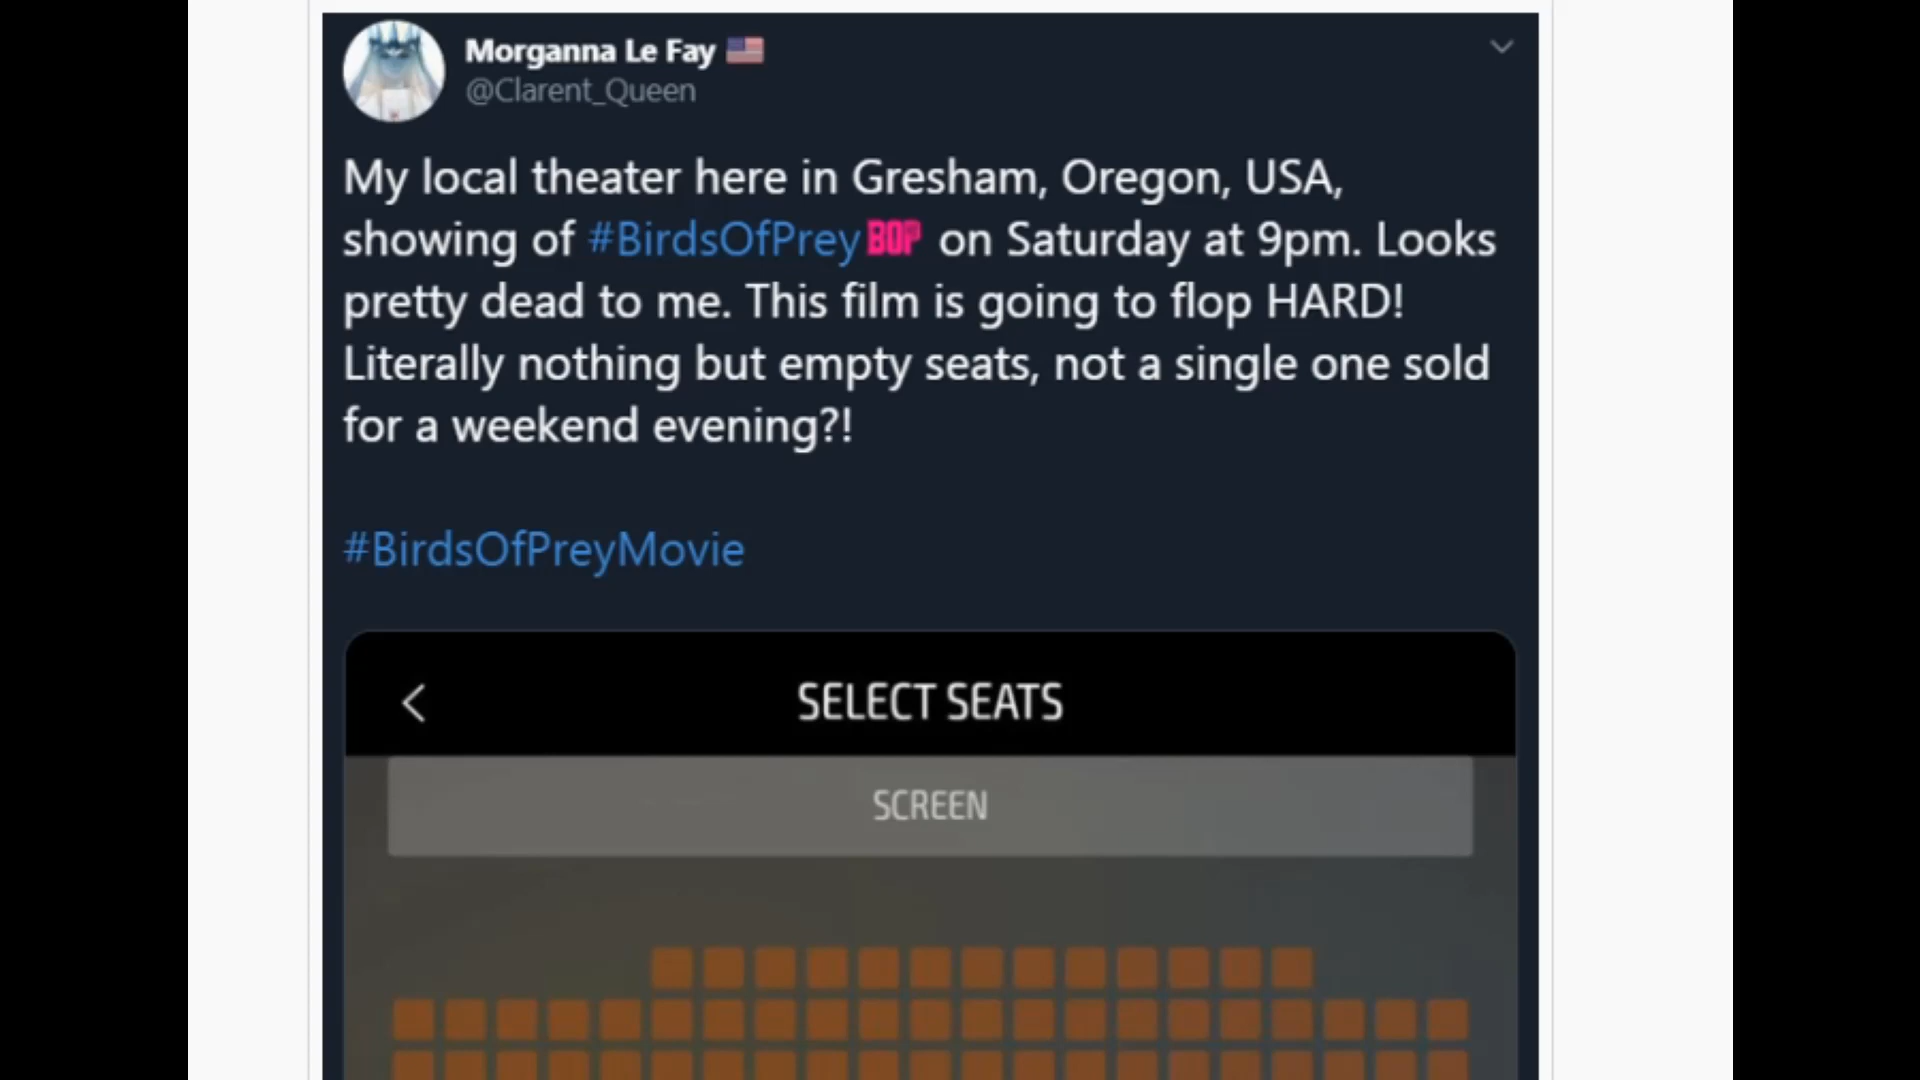 Morganna Le Fay
@Clarent_Queen
My local theater here in Gresham, Oregon, USA,
showing of #BirdsOfPrey BOP on Saturday at 9pm. Looks
pretty dead to me. This film is going to flop HARD!
Literally nothing but empty seats, not a single one sold
for a weekend evening?!
#BirdsOfPreyMovie
SELECT SEATS
SCREEN